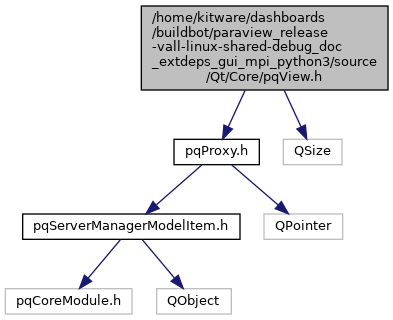 /home/kitware/dashboards
/buildbot/paraview_release
-vall-linux-shared-debug_doc
_extdeps_gui_mpi_python3/source
/Qt/Core/pqView.h
pqProxy.h
QSize
pqServerManagerModelItem.h
QPointer
pqCoreModule.h
QObject